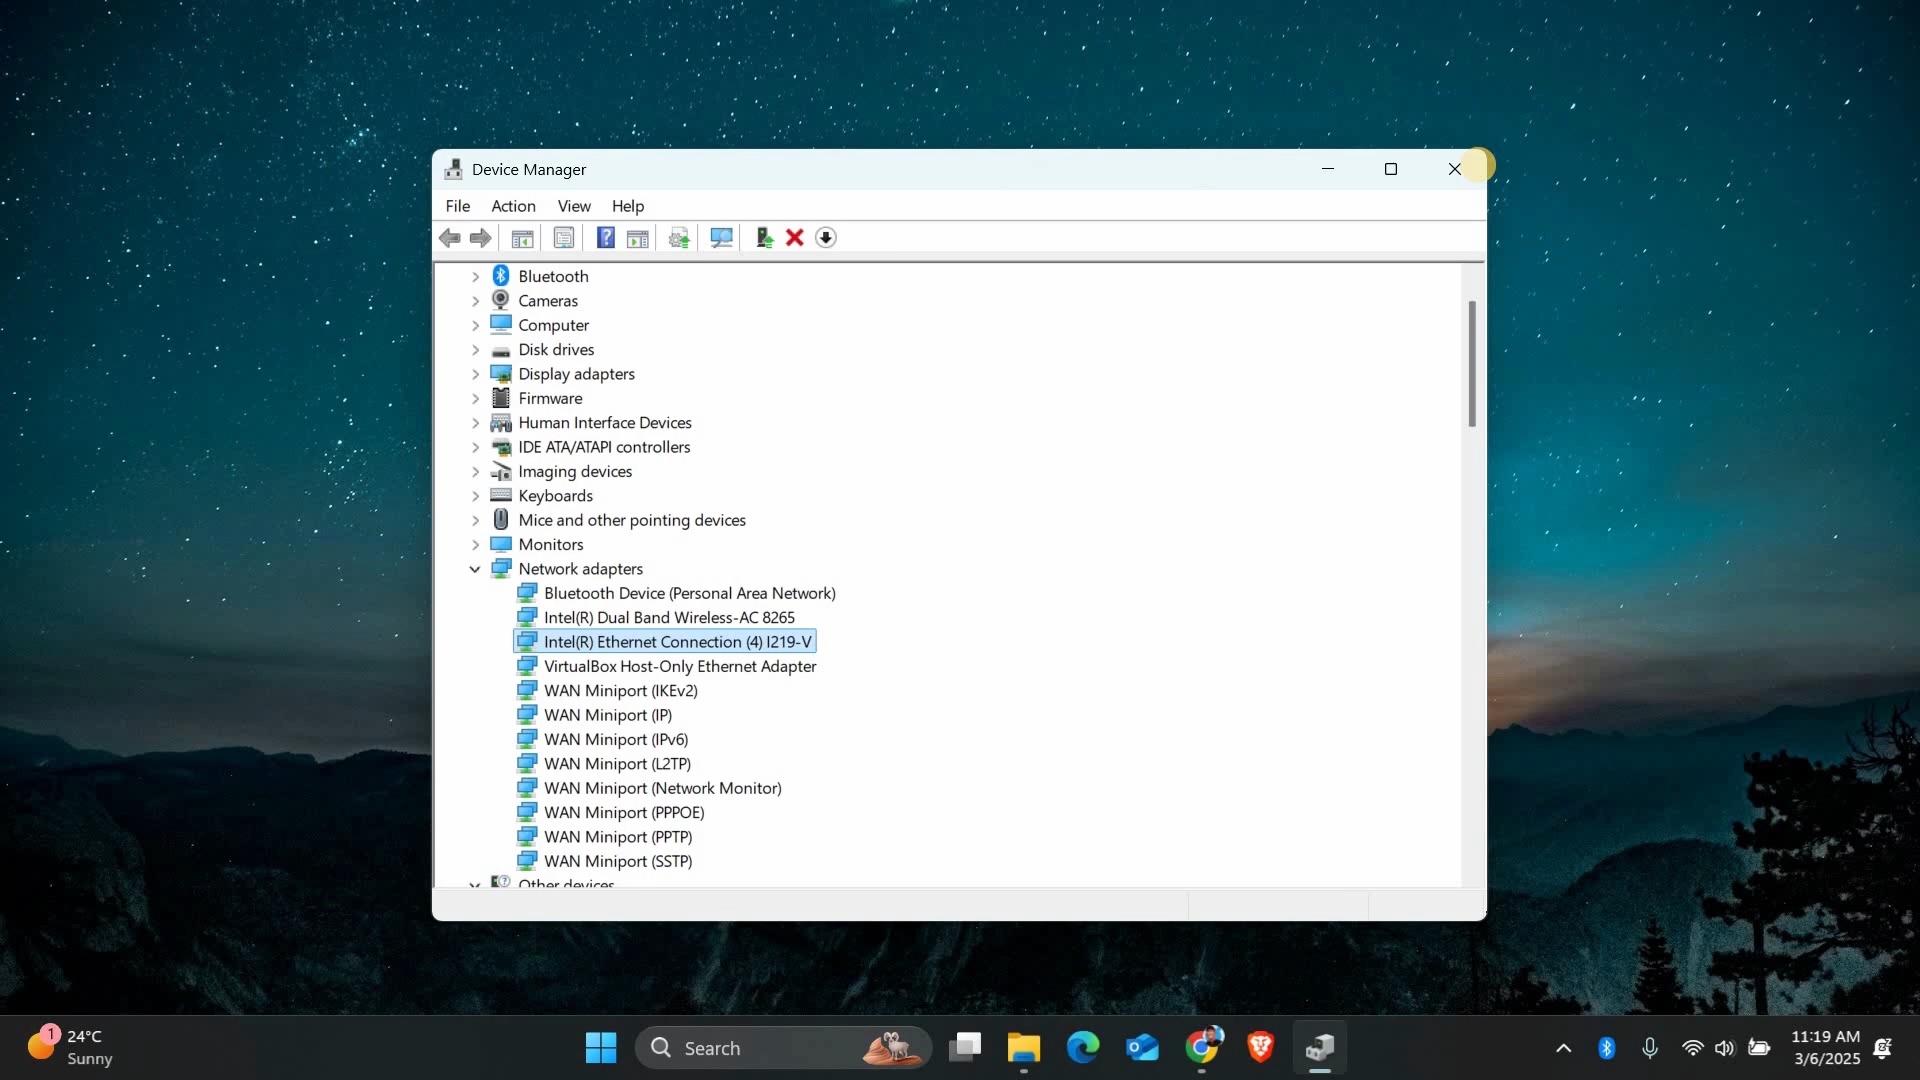 Device Manager
File Action View Help
Bluetooth
Cameras
Computer
Disk drives
Display adapters
Firmware
Human Interface Devices
IDE ATA/ATAPI controllers
Imaging devices
Keyboards
Mice and other pointing devices
Monitors
Network adapters
Bluetooth Device (Personal Area Network)
Intel(R) Dual Band Wireless-AC 8265
Intel(R) Ethernet Connection (4) I219-V
VirtualBox Host-Only Ethernet Adapter
WAN Miniport (IKEv2)
WAN Miniport (IP)
WAN Miniport (IPv6)
WAN Miniport (L2TP)
WAN Miniport (Network Monitor)
WAN Miniport (PPPOE)
WAN Miniport (PPTP)
WAN Miniport (SSTP)
Other devices
1
24°C
Sunny
Search
11:19 AM
3/6/2025